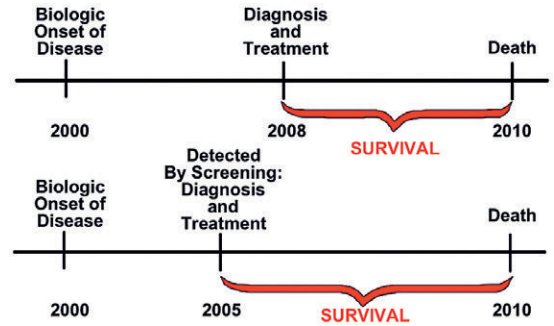 Biologic
Onset of
Disease
Diagnosis
and
Treatment
Death
2000
2008
2010
SURVIVAL
Detected
By Screening:
Diagnosis
and
Treatment
Biologic
Onset of
Disease
Death
2000
2005
2010
SURVIVAL